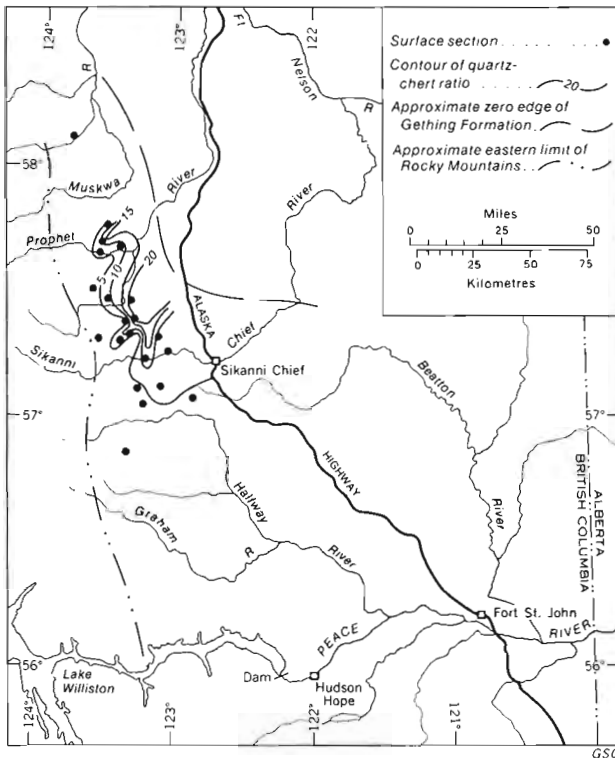 124°
123°
122
Surface section . . . . . . . .
Contour of quartz-
chert ratio . . . . . . 20
Approximate zero edge of
Gething Formation . .
Approximate eastern limit of
Rocky Mountains . .
Miles
0 25 50
0 25 50 75
Kilometres
R
Ft
Nelson
R
River
58°
Muskwa
River
Prophet
15
5
10
20
ALASKA
Chief
Sikanni
Sikanni Chief
Beatton
River
57°
57°
HIGHWAY
ALBERTA
BRITISH COLUMBIA
Halfway
River
Graham
R
Fort St. John
PEACE
RIVER
56°
56°
Lake
Williston
Dam
Hudson
Hope
124°
123°
122°
121°
GSC